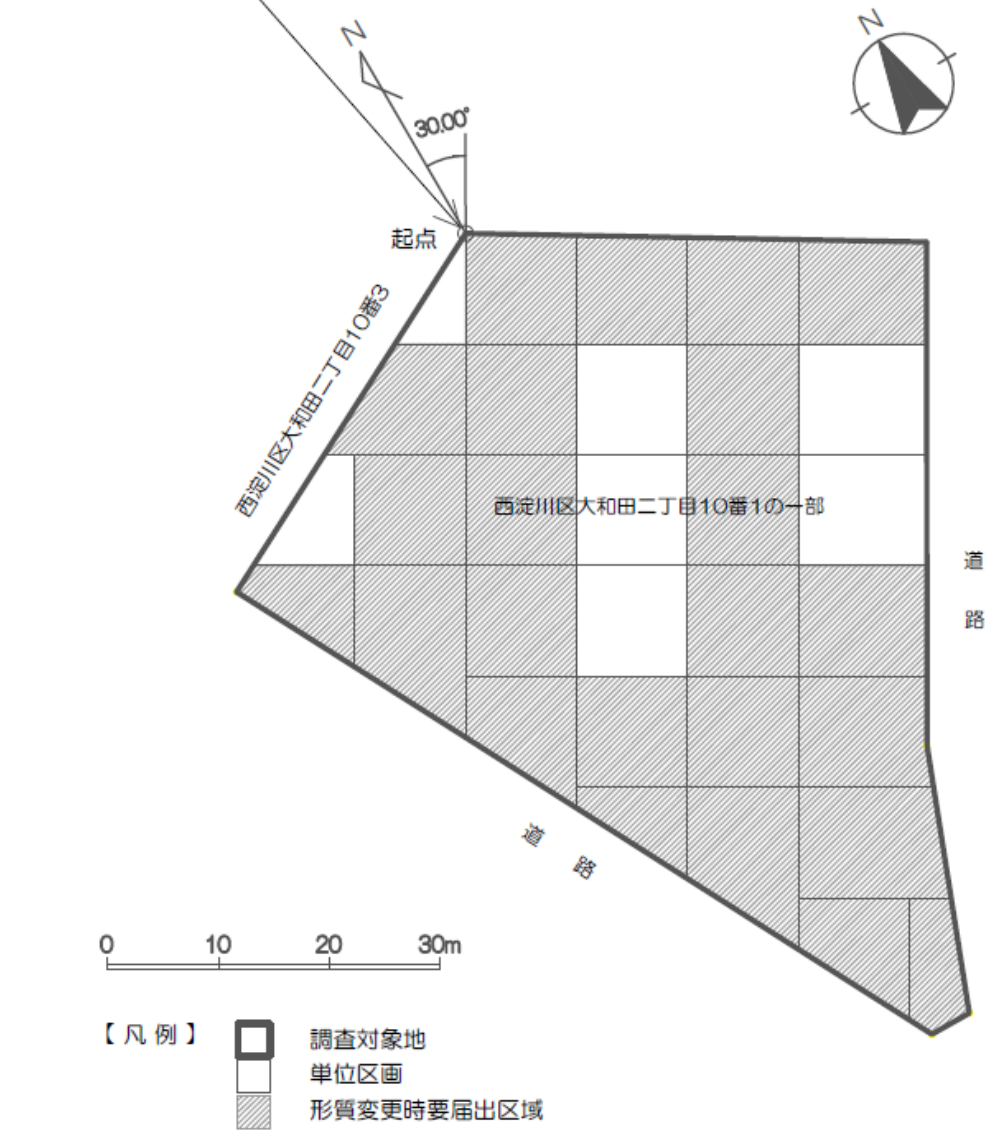 N
N
30.00°
起点
西淀川区大和田二丁目10番3
西淀川区大和田二丁目10番1の一部
道路
道路
0 10 20 30m
【凡例】
調査対象地
単位区画
形質変更時要届出区域